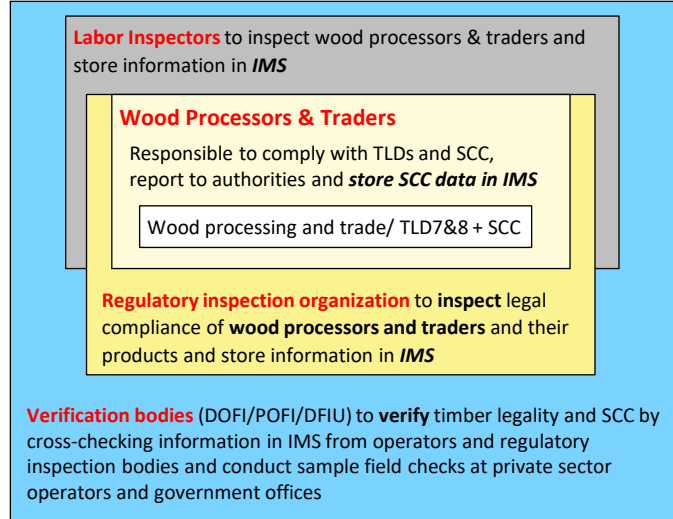 Labor Inspectors to inspect wood processors & traders and
store information in IMS
Wood Processors & Traders
Responsible to comply with TLDs and SCC,
report to authorities and store SCC data in IMS
Wood processing and trade/ TLD7&8 + SCC
Regulatory inspection organization to inspect legal
compliance of wood processors and traders and their
products and store information in IMS
Verification bodies (DOFI/POFI/DFIU) to verify timber legality and SCC by
cross-checking information in IMS from operators and regulatory
inspection bodies and conduct sample field checks at private sector
operators and government offices